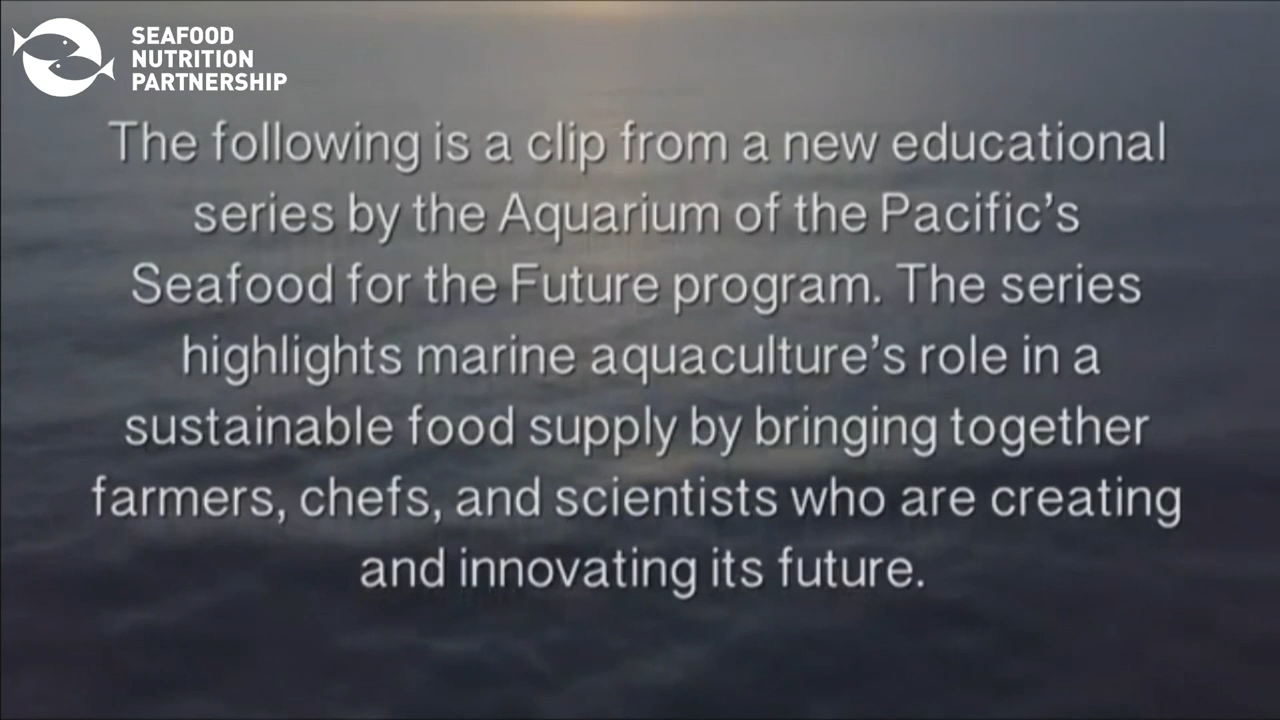 SEAFOOD
NUTRITION
PARTNERSHIP
The following is a clip from a new educational
series by the Aquarium of the Pacific’s
Seafood for the Future program. The series
highlights marine aquaculture’s role in a
sustainable food supply by bringing together
farmers, chefs, and scientists who are creating
and innovating its future.